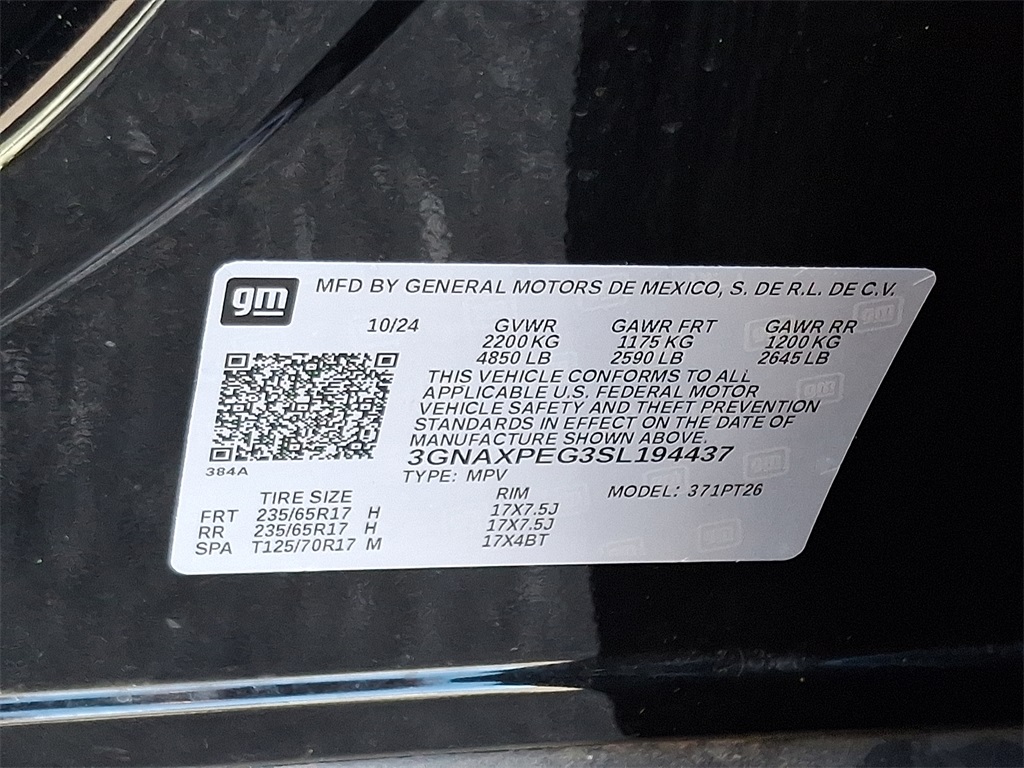 gm
MFD BY GENERAL MOTORS DE MEXICO, S. DE R.L. DE C.V.
10/24 GVWR GAWR FRT GAWR RR
2200 KG 1175 KG 1200 KG
4850 LB 2590 LB 2645 LB
THIS VEHICLE CONFORMS TO ALL
APPLICABLE U.S. FEDERAL MOTOR
VEHICLE SAFETY AND THEFT PREVENTION
STANDARDS IN EFFECT ON THE DATE OF
MANUFACTURE SHOWN ABOVE.
3GNAXPEG3SL194437
384A
TYPE: MPV
TIRE SIZE RIM MODEL: 371PT26
FRT 235/65R17 H 17X7.5J
RR 235/65R17 H 17X7.5J
SPA T125/70R17 M 17X4BT